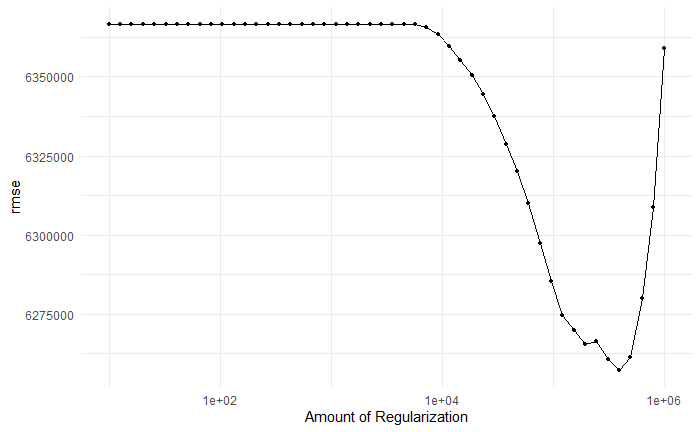 6350000
6325000
6300000
6275000
rmse
1e+02
1e+04
1e+06
Amount of Regularization